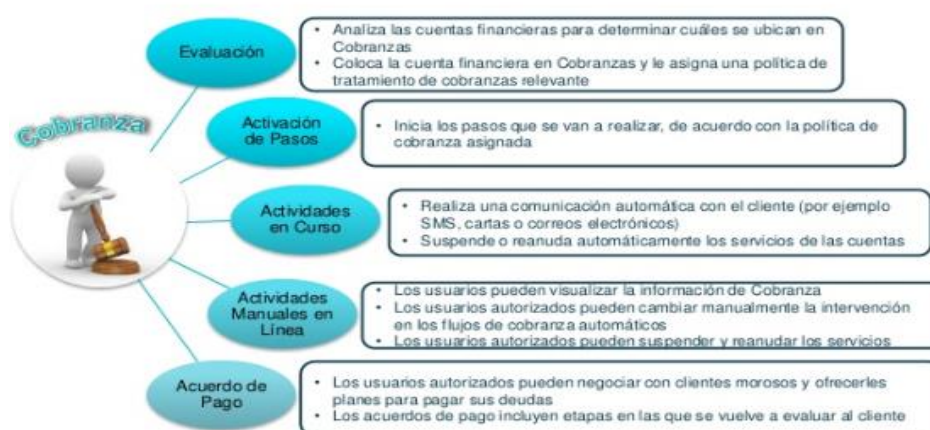 Cobranza
Evaluación
• Analiza las cuentas financieras para determinar cuáles se ubican en
Cobranzas
• Coloca la cuenta financiera en Cobranzas y le asigna una política de
tratamiento de cobranzas relevante
Activación
de Pasos
• Inicia los pasos que se van a realizar, de acuerdo con la política de
cobranza asignada
Actividades
en Curso
• Realiza una comunicación automática con el cliente (por ejemplo
SMS, cartas o correos electrónicos)
• Suspende o reanuda automáticamente los servicios de las cuentas
Actividades
Manuales en
Línea
• Los usuarios pueden visualizar la información de Cobranza
• Los usuarios autorizados pueden cambiar manualmente la intervención
en los flujos de cobranza automáticos
• Los usuarios autorizados pueden suspender y reanudar los servicios
Acuerdo de
Pago
• Los usuarios autorizados pueden negociar con clientes morosos y ofrecerles
planes para pagar sus deudas
• Los acuerdos de pago incluyen etapas en las que se vuelve a evaluar al cliente